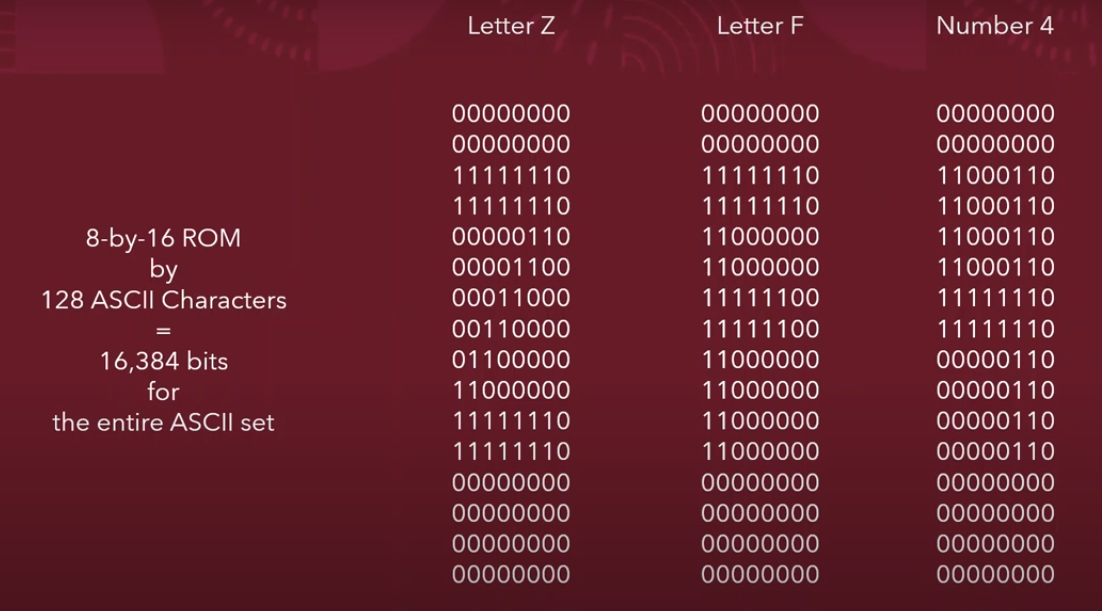 Letter Z Letter F Number 4
00000000 00000000 00000000
00000000 00000000 00000000
11111110 11111110 11000110
11111110 11111110 11000110
00000110 11000000 11000110
00001100 11000000 11000110
00011000 11111100 11111110
00110000 11111100 11111110
01100000 11000000 00000110
11000000 11000000 00000110
11111110 11000000 00000110
11111110 11000000 00000110
00000000 00000000 00000000
00000000 00000000 00000000
00000000 00000000 00000000
00000000 00000000 00000000
8-by-16 ROM
by
128 ASCII Characters
=
16,384 bits
for
the entire ASCII set